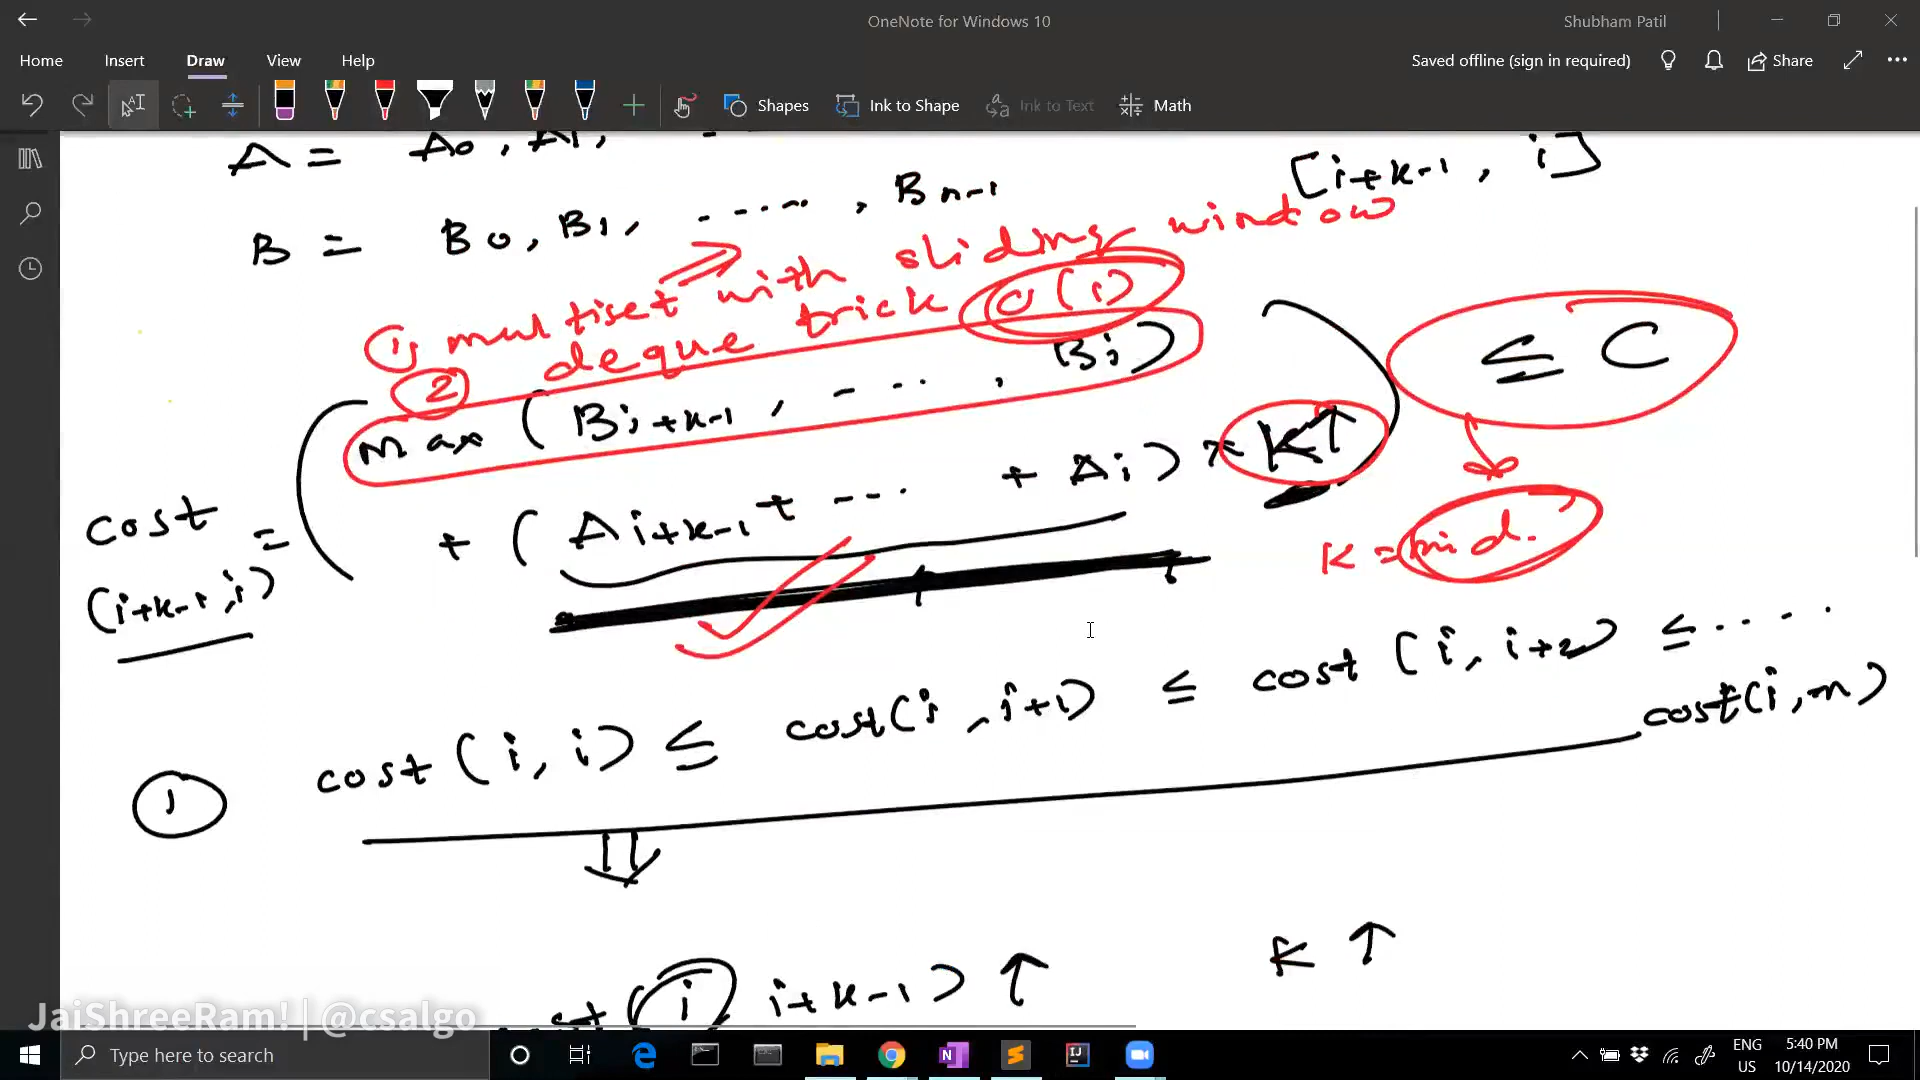 OneNote for Windows 10
Shubham Patil
Home Insert Draw View Help
Saved offline (sign in required)
Share
Shapes
Ink to Shape
Ink to Text
Math
A = A0, A1, - -
[i+k-1, i]
B = B0, B1, ....., Bn-1
1) multiset => with sliding window
2 deque trick O(1)
max (Bi+k-1, - ..., Bi)
≤ C
+ (Ai+k-1 + --.. + Ai) * K↑
cost (i+k-1, i) =
K = mid.
cost(i, i) ≤ cost(i, i+1) ≤ cost(i, i+2) ≤ .....
cost(i, n)
1
⇓
i i+k-1) ↑
K ↑
JaiShreeRam! | @csalgo
Type here to search
ENG
US
5:40 PM
10/14/2020